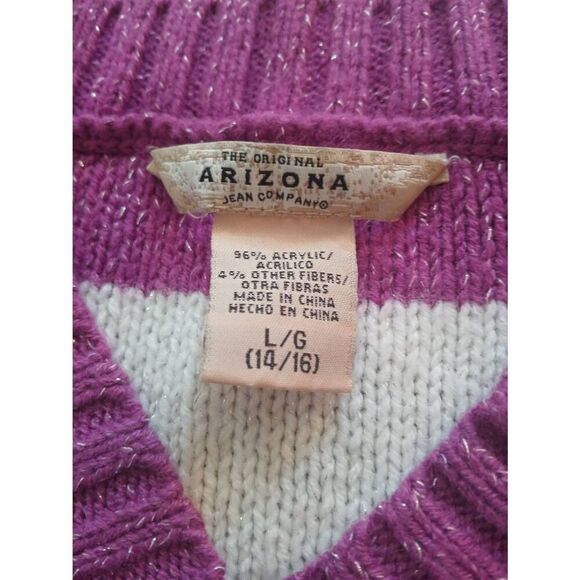 THE ORIGINAL
ARIZONA
JEAN COMPANY®
96% ACRYLIC/
ACRILICO
4% OTHER FIBERS/
OTRA FIBRAS
MADE IN CHINA
HECHO EN CHINA
L/G
(14/16)